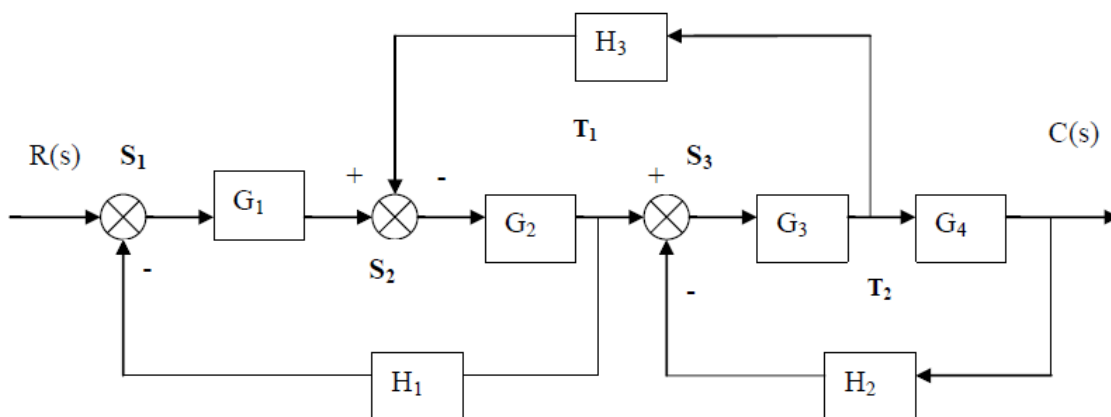 H3
T1
C(s)
R(s)
S1
S3
+
-
+
G1
G2
G3
G4
-
S2
-
T2
H1
H2